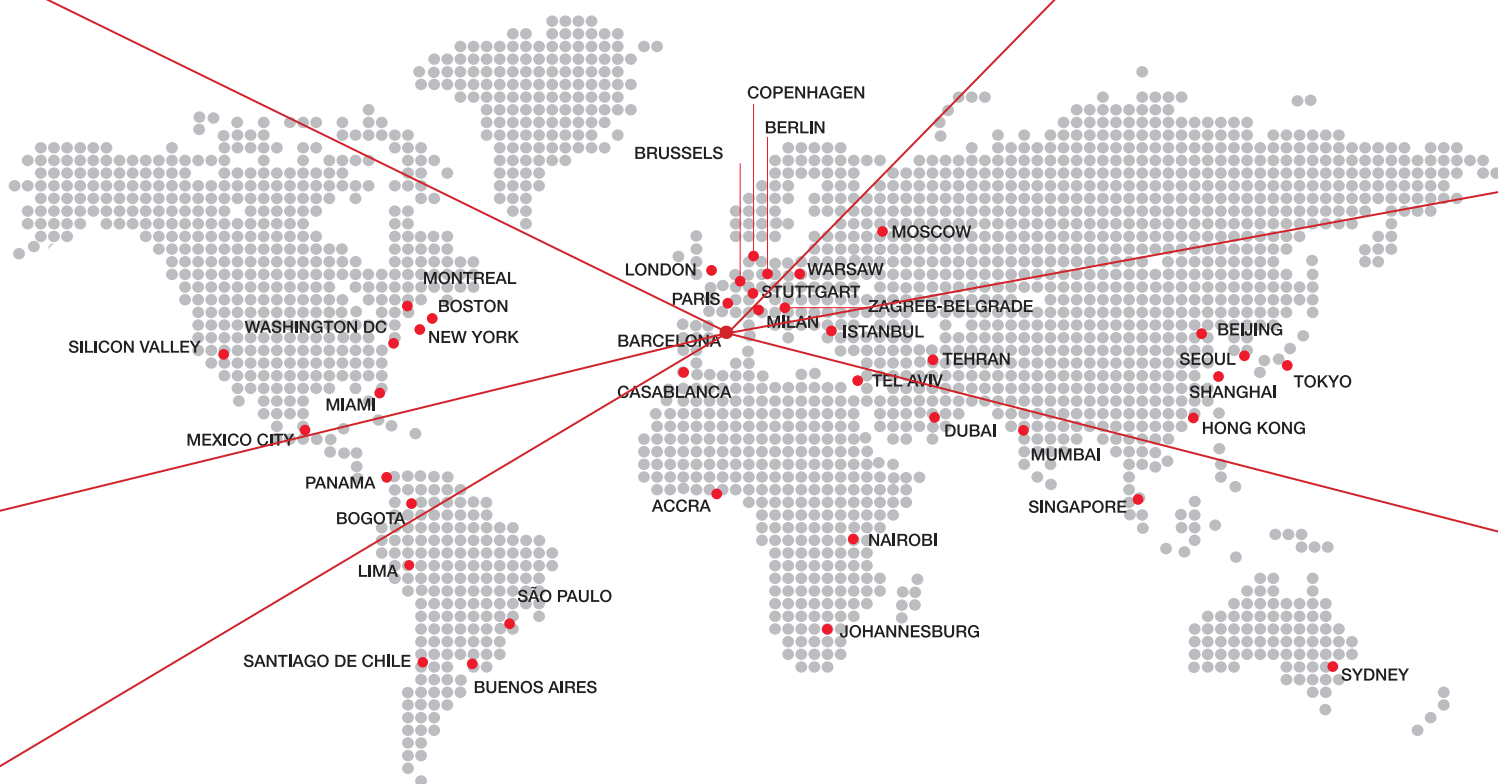 COPENHAGEN
BERLIN
BRUSSELS
MOSCOW
LONDON
WARSAW
MONTREAL
STUTTGART
PARIS
BOSTON
ZAGREB-BELGRADE
MILAN
WASHINGTON DC
NEW YORK
ISTANBUL
BEIJING
BARCELONA
SILICON VALLEY
TEHRAN
SEOUL
TEL AVIV
TOKYO
CASABLANCA
SHANGHAI
MIAMI
HONG KONG
DUBAI
MEXICO CITY
MUMBAI
PANAMA
ACCRA
SINGAPORE
BOGOTA
NAIROBI
LIMA
SÃO PAULO
JOHANNESBURG
SANTIAGO DE CHILE
SYDNEY
BUENOS AIRES